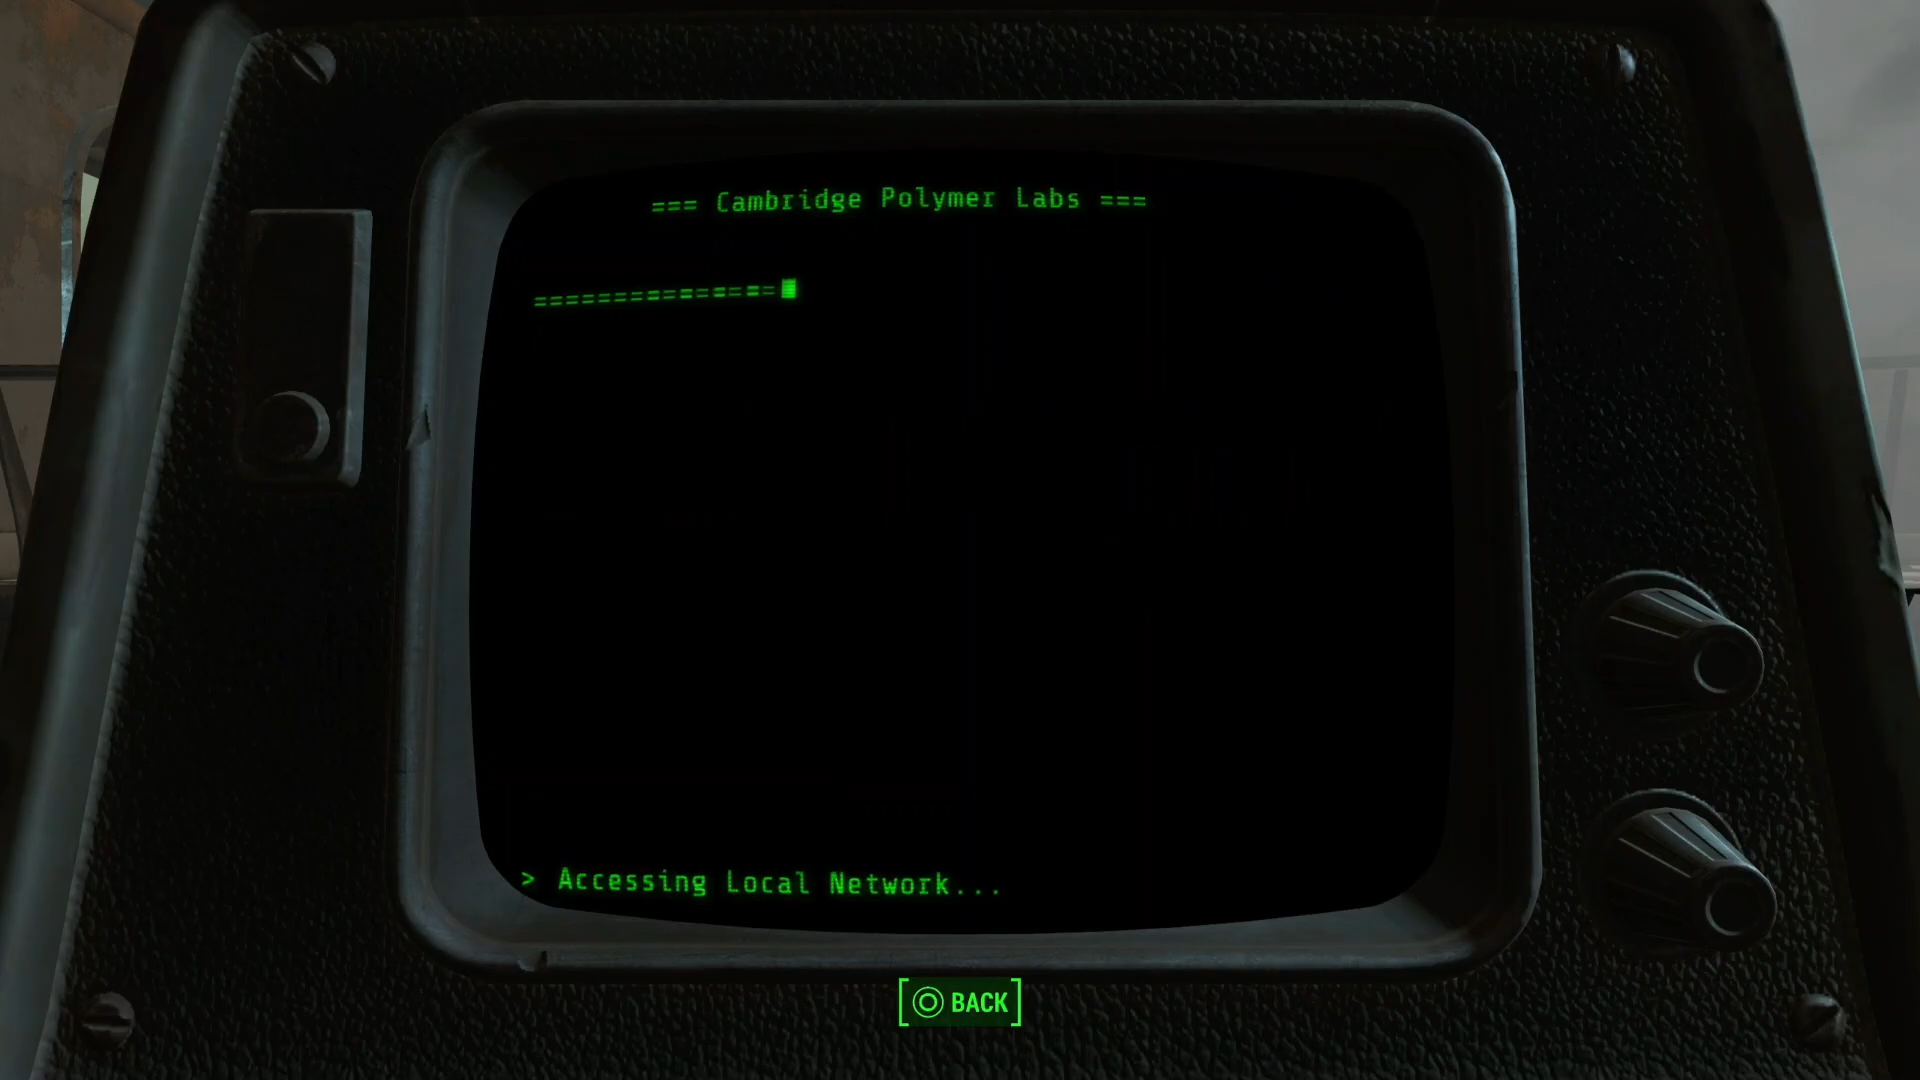 === Cambridge Polymer Labs ===
================
> Accessing Local Network...
BACK